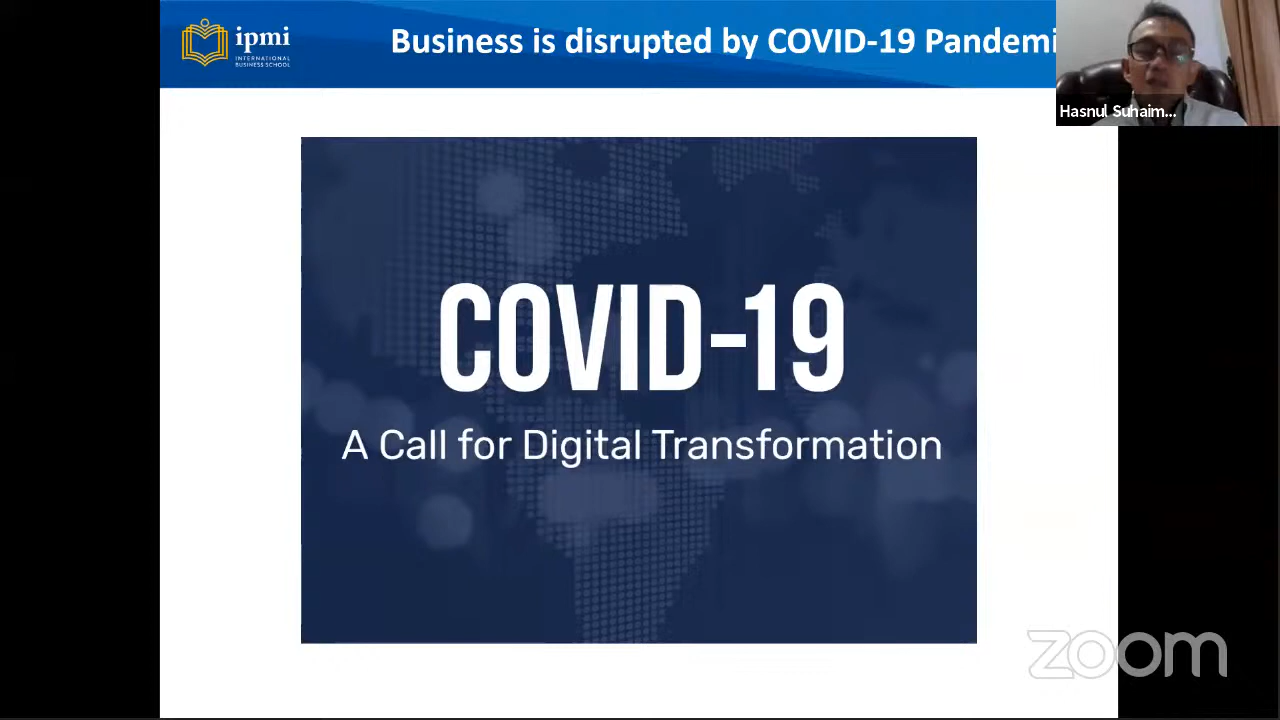 ipmi
INTERNATIONAL
BUSINESS SCHOOL
Business is disrupted by COVID-19 Pandemi
Hasnul Suhaim...
COVID-19
A Call for Digital Transformation
zoom